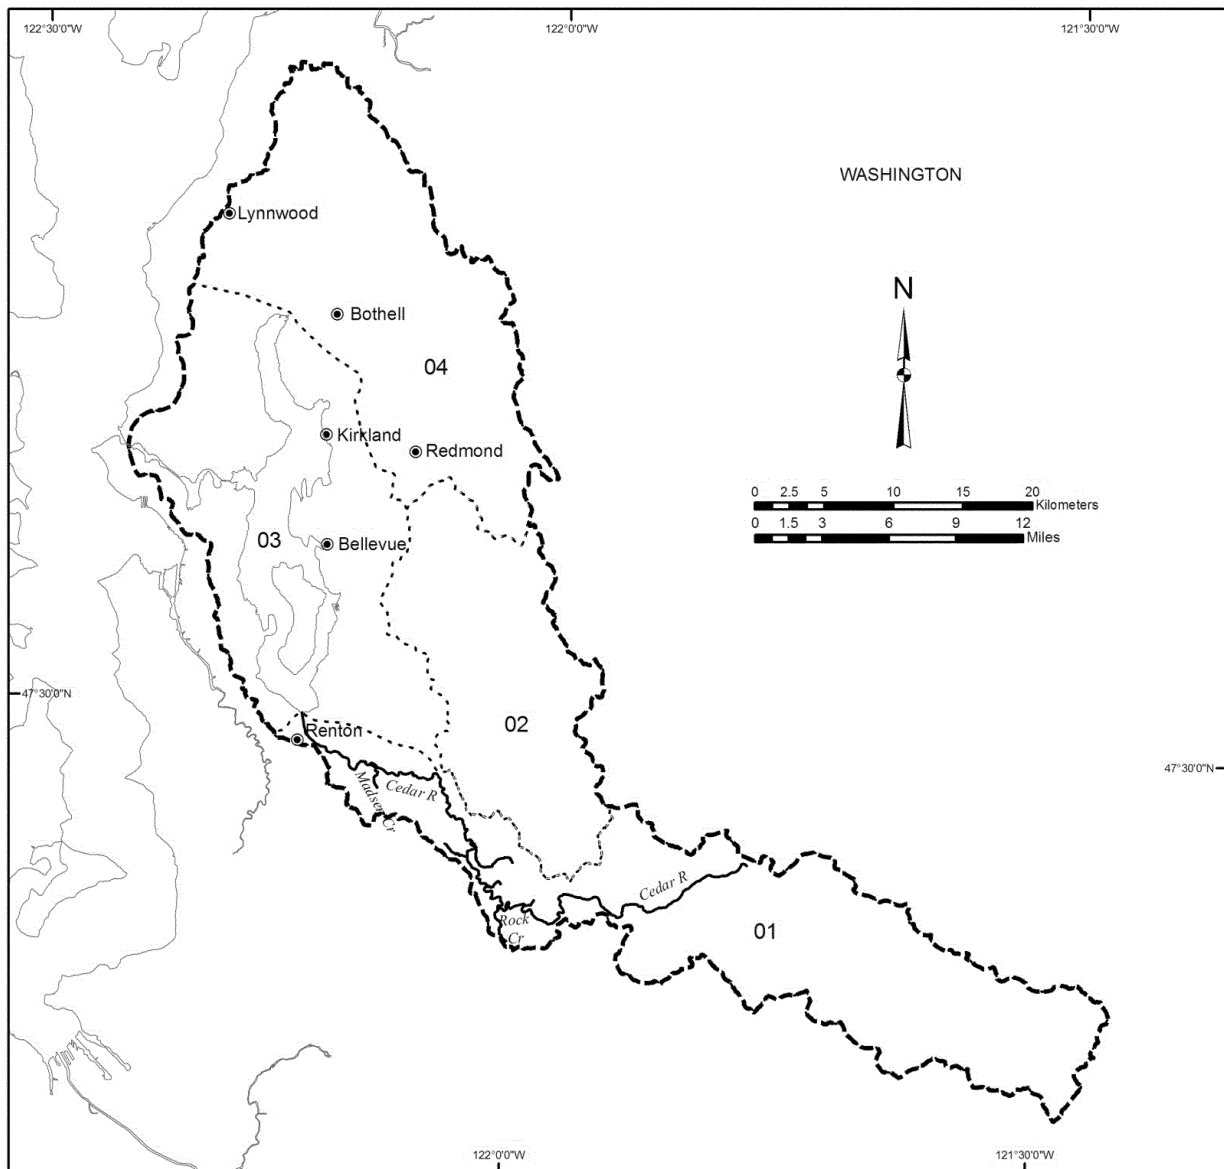 122°30'0"W
122°0'0"W
121°30'0"W
WASHINGTON
Lynnwood
N
Bothell
04
Kirkland
Redmond
0 2.5 5 10 15 20
Kilometers
0 1.5 3 6 9 12
Miles
03
Bellevue
47°30'0"N
02
Renton
47°30'0"N
Madsen Cr
Cedar R
Cedar R
Rock
Cr
01
122°0'0"W
121°30'0"W